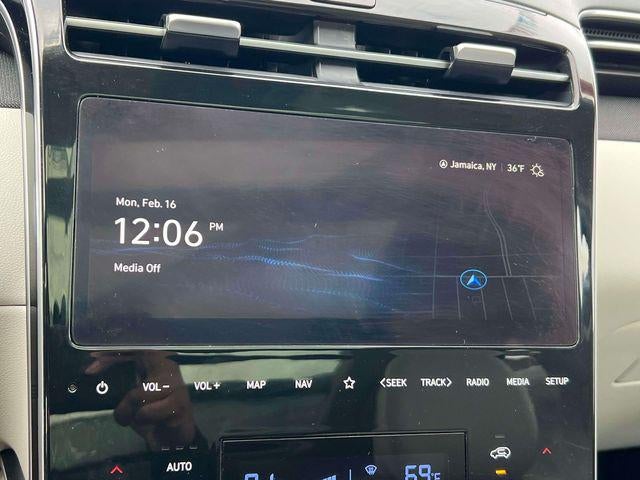 Jamaica, NY | 36°F
Mon, Feb. 16
12:06 PM
Media Off
VOL− VOL+ MAP NAV <SEEK TRACK> RADIO MEDIA SETUP
AUTO
69°F